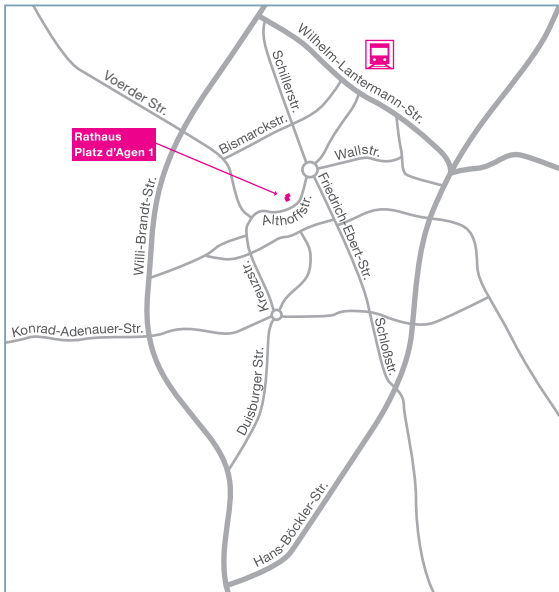 Wilhelm-Lantermann-Str.
Schillerstr.
Voerder Str.
Bismarckstr.
Rathaus
Platz d'Agen 1
Wallstr.
Willi-Brandt-Str.
Althoffstr.
Friedrich-Ebert-Str.
Kreuzstr.
Konrad-Adenauer-Str.
Schloßstr.
Duisburger Str.
Hans-Böckler-Str.